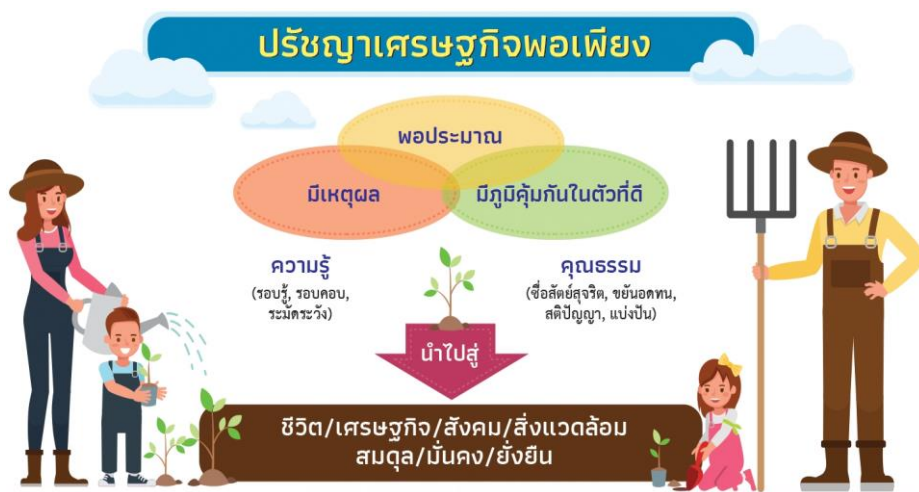 ปรัชญาเศรษฐกิจพอเพียง
พอประมาณ
มีเหตุผล
มีภูมิคุ้มกันในตัวที่ดี
ความรู้
(รอบรู้, รอบคอบ,
ระมัดระวัง)
คุณธรรม
(ซื่อสัตย์สุจริต, ขยันอดทน,
สติปัญญา, แบ่งปัน)
นำไปสู่
ชีวิต/เศรษฐกิจ/สังคม/สิ่งแวดล้อม
สมดุล/มั่นคง/ยั่งยืน